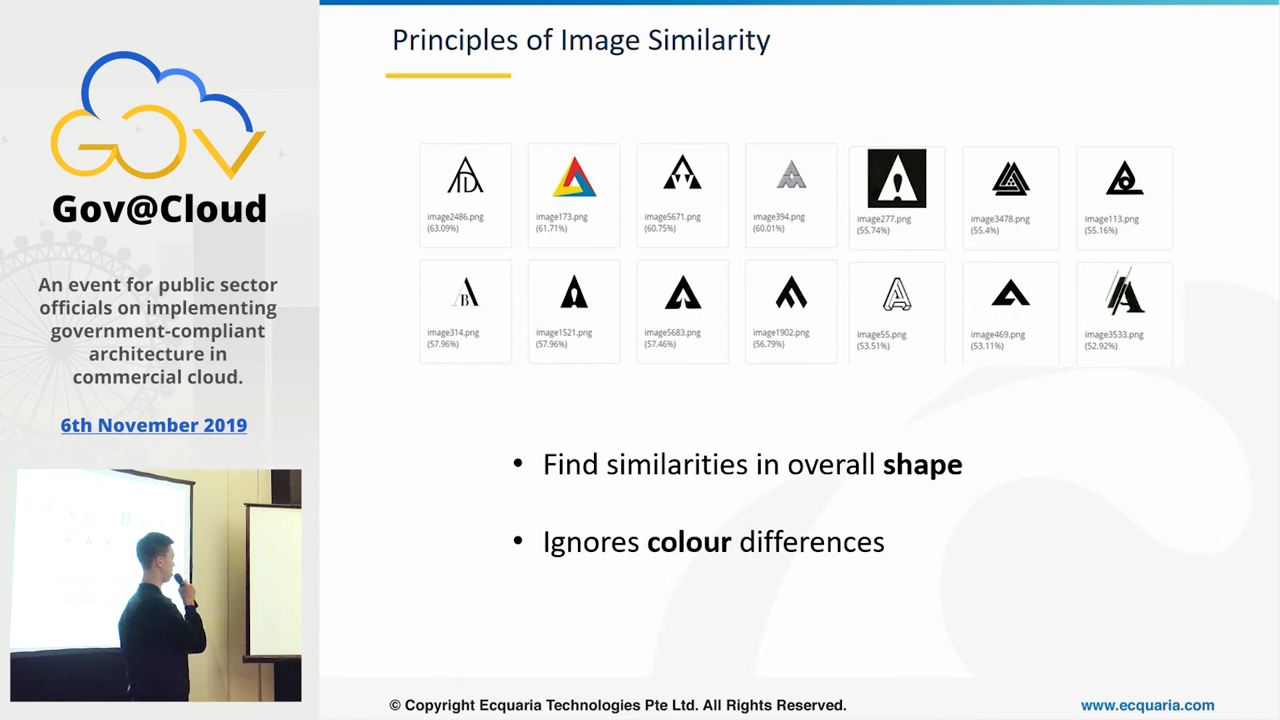 GOV
Gov@Cloud
An event for public sector
officials on implementing
government-compliant
architecture in
commercial cloud.
6th November 2019
Principles of Image Similarity
image2486.png
(63.09%)
image173.png
(61.71%)
image5671.png
(60.75%)
image394.png
(60.01%)
image277.png
(55.74%)
image3478.png
(55.4%)
image113.png
(55.16%)
image314.png
(57.96%)
image1521.png
(57.96%)
image5683.png
(57.46%)
image1902.png
(56.79%)
image55.png
(53.51%)
image469.png
(53.11%)
image3533.png
(52.92%)
• Find similarities in overall shape
• Ignores colour differences
© Copyright Ecquaria Technologies Pte Ltd. All Rights Reserved.
www.ecquaria.com